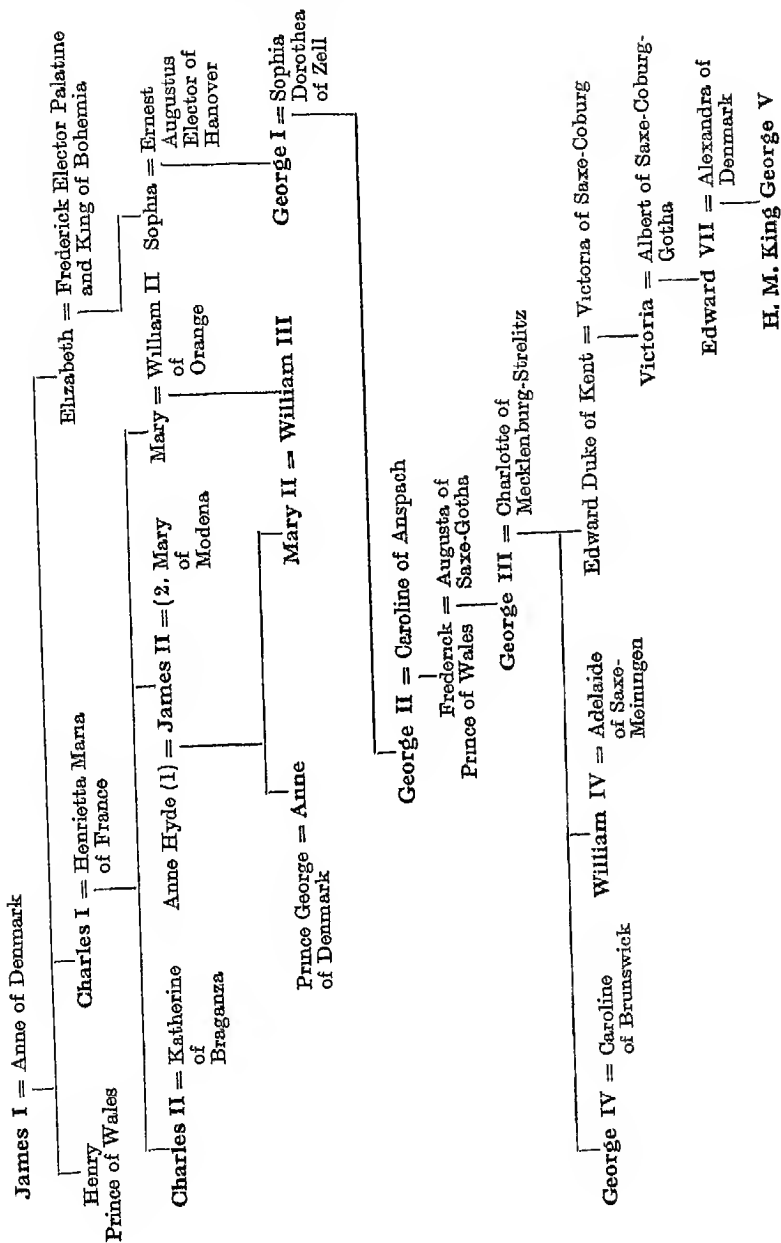 James I = Anne of Denmark
Henry
Prince of Wales
Charles I = Henrietta Maria
of France
Elizabeth = Frederick Elector Palatine
and King of Bohemia
Charles II = Katherine
of
Braganza
Anne Hyde (1) = James II = (2, Mary
of
Modena
Mary = William II
of
Orange
Sophia = Ernest
Augustus
Elector of
Hanover
Prince George = Anne
of Denmark
Mary II = William III
George I = Sophia
Dorothea
of Zell
George II = Caroline of Anspach
Frederick = Augusta of
Prince of Wales Saxe-Gotha
George III = Charlotte of
Mecklenburg-Strelitz
George IV = Caroline
of Brunswick
William IV = Adelaide
of Saxe-
Meiningen
Edward Duke of Kent = Victoria of Saxe-Coburg
Victoria = Albert of Saxe-Coburg-
Gotha
Edward VII = Alexandra of
Denmark
H. M. King George V